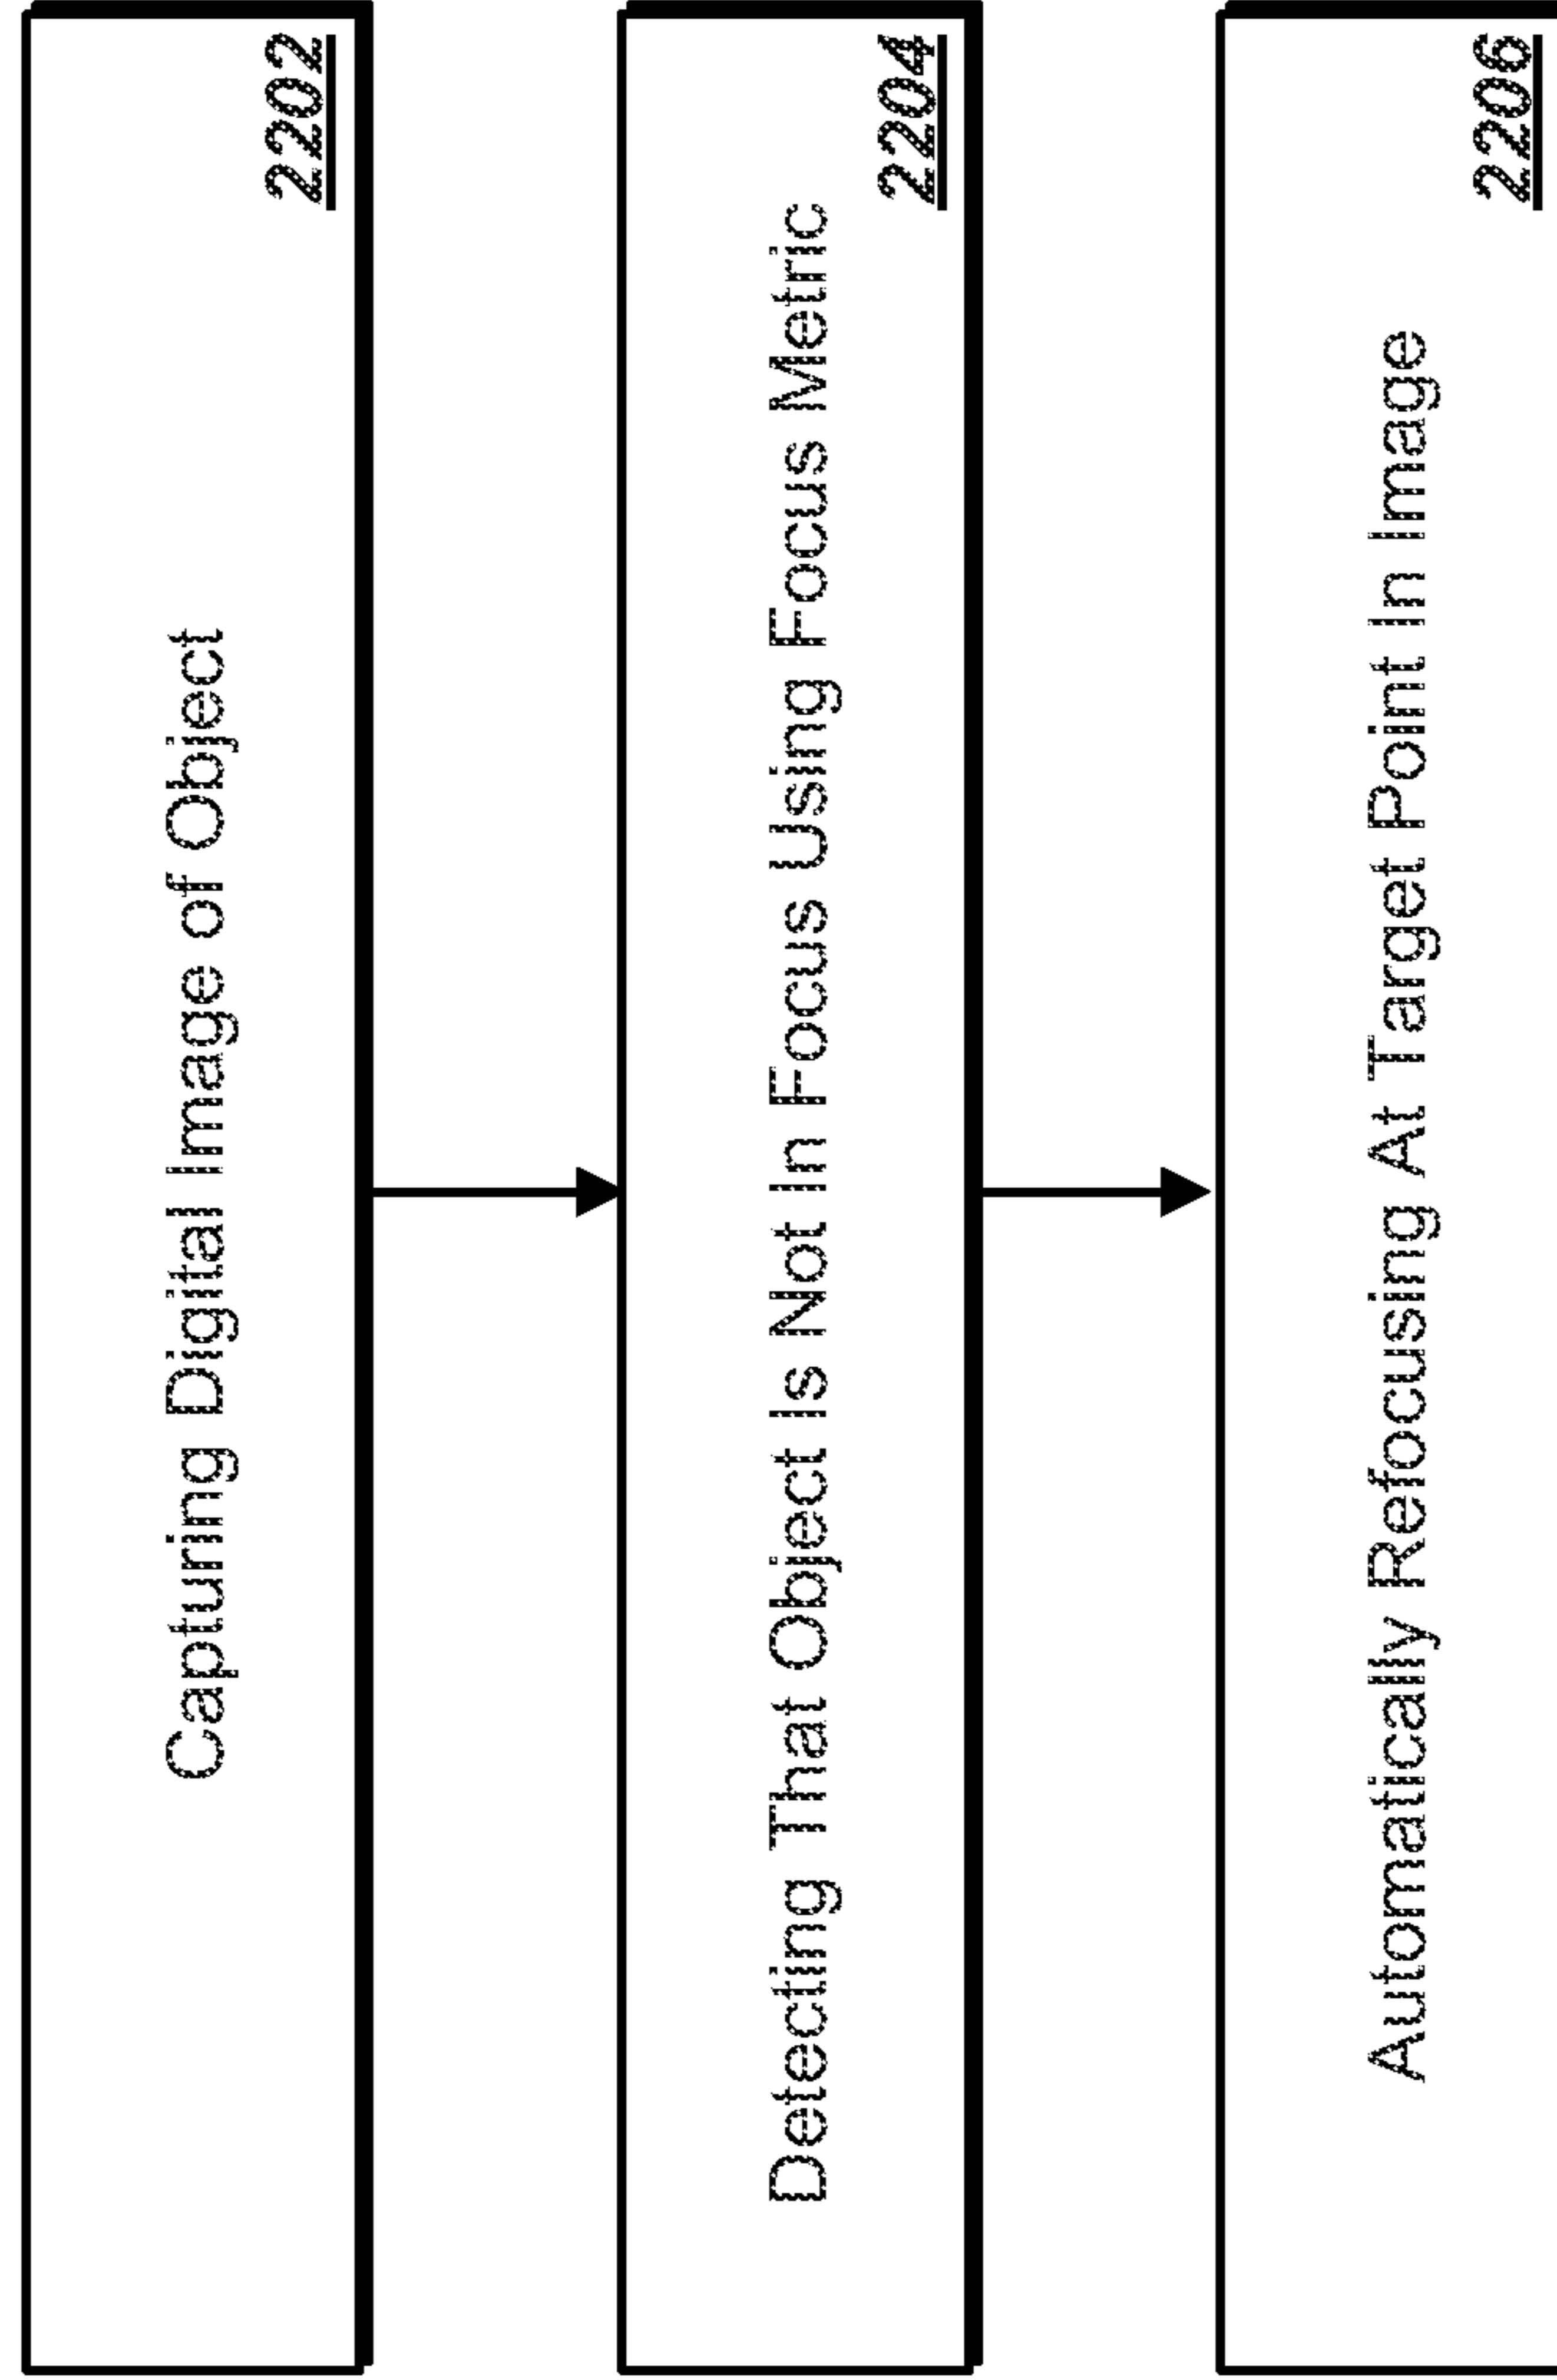 Capturing Digital Image of Object
2202
Detecting That Object Is Not In Focus Using Focus Metric
2204
Automatically Refocusing At Target Point In Image
2206